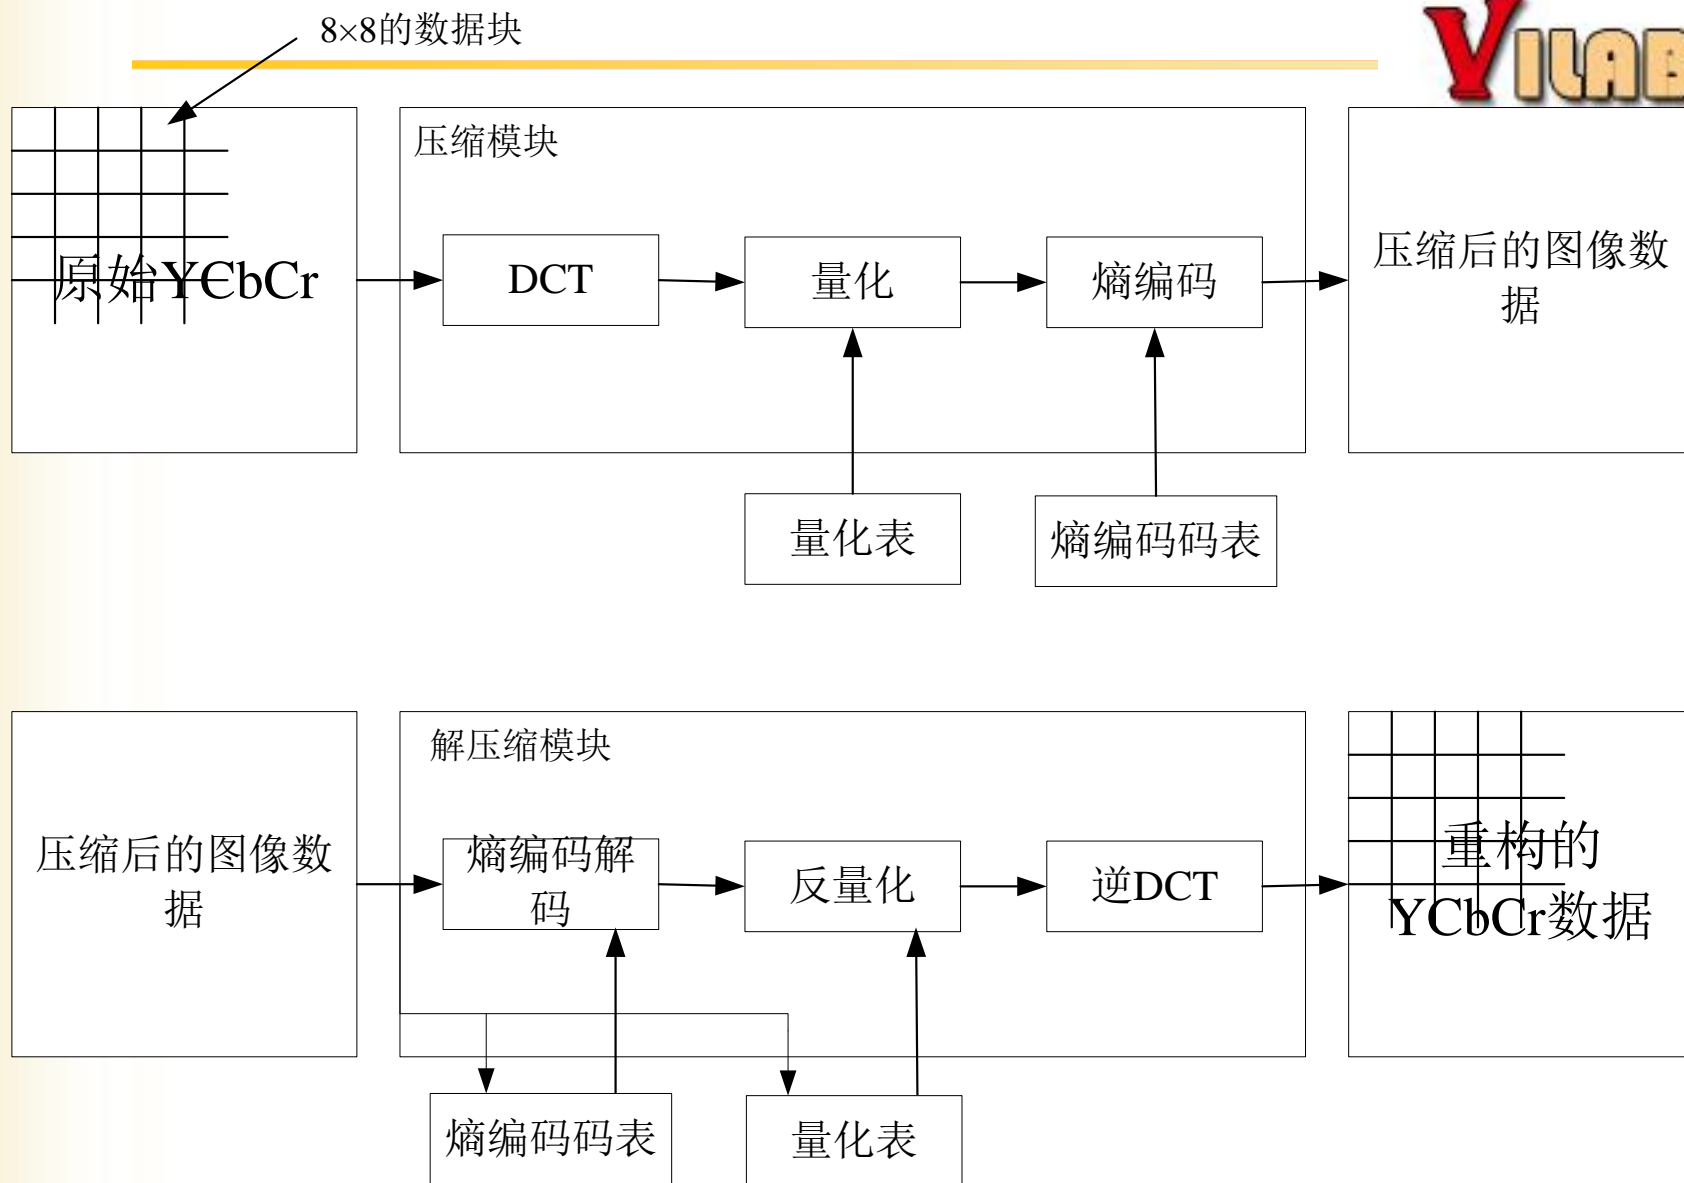 8×8的数据块
VILAB
压缩模块
原始YCbCr
DCT
量化
熵编码
压缩后的图像数
据
量化表
熵编码码表
解压缩模块
压缩后的图像数
据
熵编码解
码
反量化
逆DCT
重构的
YCbCr数据
熵编码码表
量化表